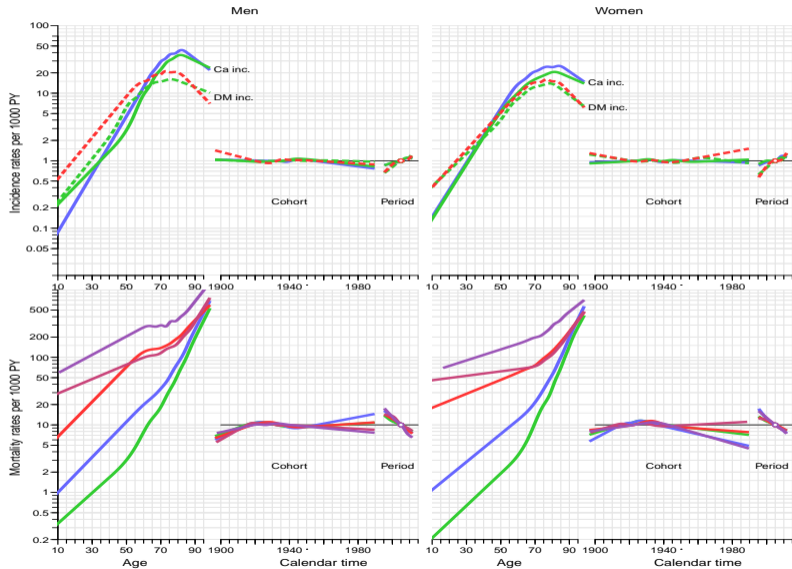 Men Women
Incidence rates per 1000 PY
100
50
20
10
5
2
1
0.5
0.2
0.1
0.05
Ca inc.
DM inc.
Cohort
Period
Ca inc.
DM inc.
Cohort
Period
10 30 50 70 90 1900 1940 1980 10 30 50 70 90 1900 1940 1980
Mortality rates per 1000 PY
500
200
100
50
20
10
5
2
1
0.5
0.2
Cohort
Period
Cohort
Period
10 30 50 70 90 1900 1940 1980 10 30 50 70 90 1900 1940 1980
Age Calendar time Age Calendar time